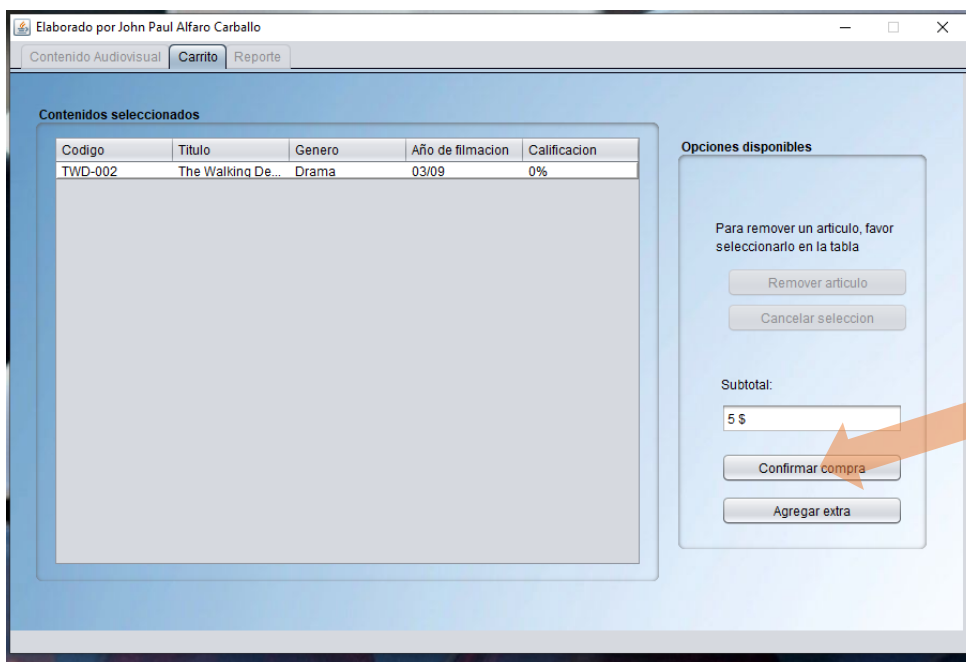 Elaborado por John Paul Alfaro Carballo
Contenido Audiovisual Carrito Reporte
Contenidos seleccionados
Codigo Titulo Genero Año de filmacion Calificacion
TWD-002 The Walking De... Drama 03/09 0%
Opciones disponibles
Para remover un articulo, favor
seleccionarlo en la tabla
Remover articulo
Cancelar seleccion
Subtotal:
5 $
Confirmar compra
Agregar extra